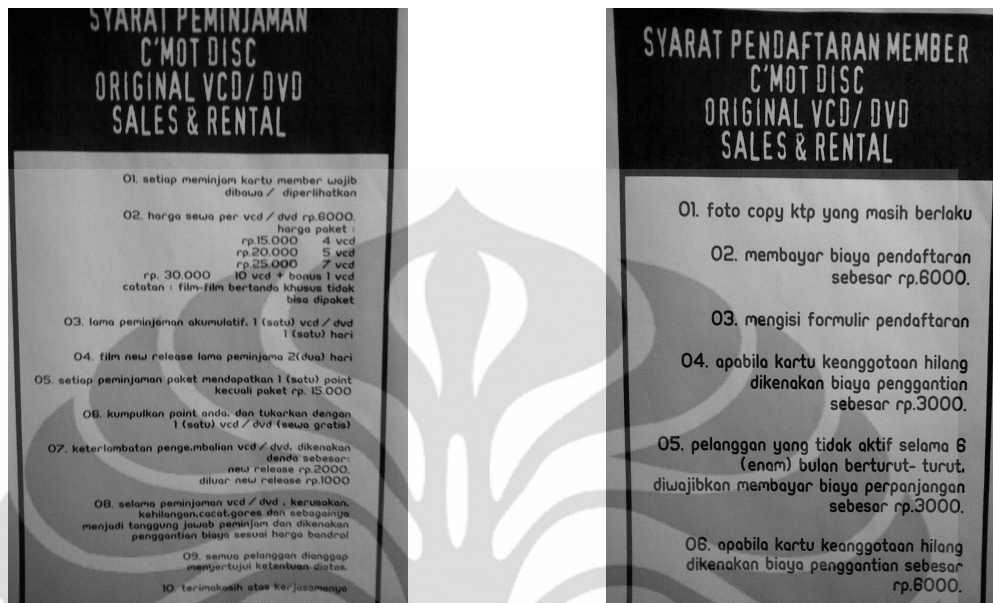 SYARAT PEMINJAMAN
C'MOT DISC
ORIGINAL VCD/ DVD
SALES & RENTAL
01. setiap meminjam kartu member wajib
dibawa / diperlihatkan
02. harga sewa per vcd / dvd rp.6000.
harga paket :
rp.15.000 4 vcd
rp.20.000 5 vcd
rp.25.000 7 vcd
rp. 30.000 10 vcd + bonus 1 vcd
catatan : film-film bertanda khusus tidak
bisa dipaket
03. lama peminjaman akumulatif. 1 (satu) vcd / dvd
1 (satu) hari
04. film new release lama peminjama 2(dua) hari
05. setiap peminjaman paket mendapatkan 1 (satu) point
kecuali paket rp. 15.000
06. kumpulkan point anda. dan tukarkan dengan
1 (satu) vcd / dvd (sewa gratis)
07. keterlambatan penge.mbalian vcd / dvd. dikenakan
denda sebesar:
new release rp.2000.
diluar new release rp.1000
08. selama peminjaman vcd / dvd . kerusakan.
kehilangan.cacat.gores dan sebagainya
menjadi tanggung jawab peminjam dan dikenakan
penggantian biaya sesuai harga bandrol
09. semua pelanggan dianggap
menyertujui ketentuan diatas.
10. terimakasih atas kerjasamanya
SYARAT PENDAFTARAN MEMBER
C'MOT DISC
ORIGINAL VCD/ DVD
SALES & RENTAL
01. foto copy ktp yang masih berlaku
02. membayar biaya pendaftaran
sebesar rp.6000.
03. mengisi formulir pendaftaran
04. apabila kartu keanggotaan hilang
dikenakan biaya penggantian
sebesar rp.3000.
05. pelanggan yang tidak aktif selama 6
(enam) bulan berturut- turut.
diwajibkan membayar biaya perpanjangan
sebesar rp.3000.
06. apabila kartu keanggotaan hilang
dikenakan biaya penggantian sebesar
rp.6000.